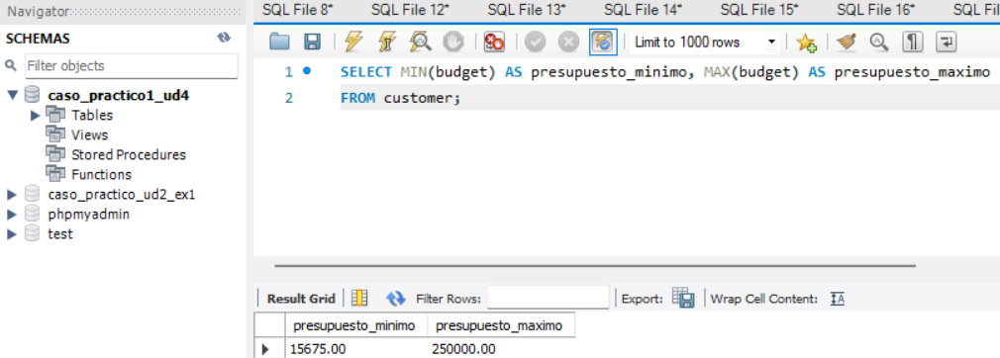 Navigator
SQL File 8* SQL File 12* SQL File 13* SQL File 14* SQL File 15* SQL File 16* SQL Fil
SCHEMAS
Filter objects
Limit to 1000 rows
caso_practico1_ud4
Tables
Views
Stored Procedures
Functions
caso_practico_ud2_ex1
phpmyadmin
test
1 SELECT MIN(budget) AS presupuesto_minimo, MAX(budget) AS presupuesto_maximo
2 FROM customer;
Result Grid Filter Rows: Export: Wrap Cell Content: IA
presupuesto_minimo presupuesto_maximo
15675.00 250000.00